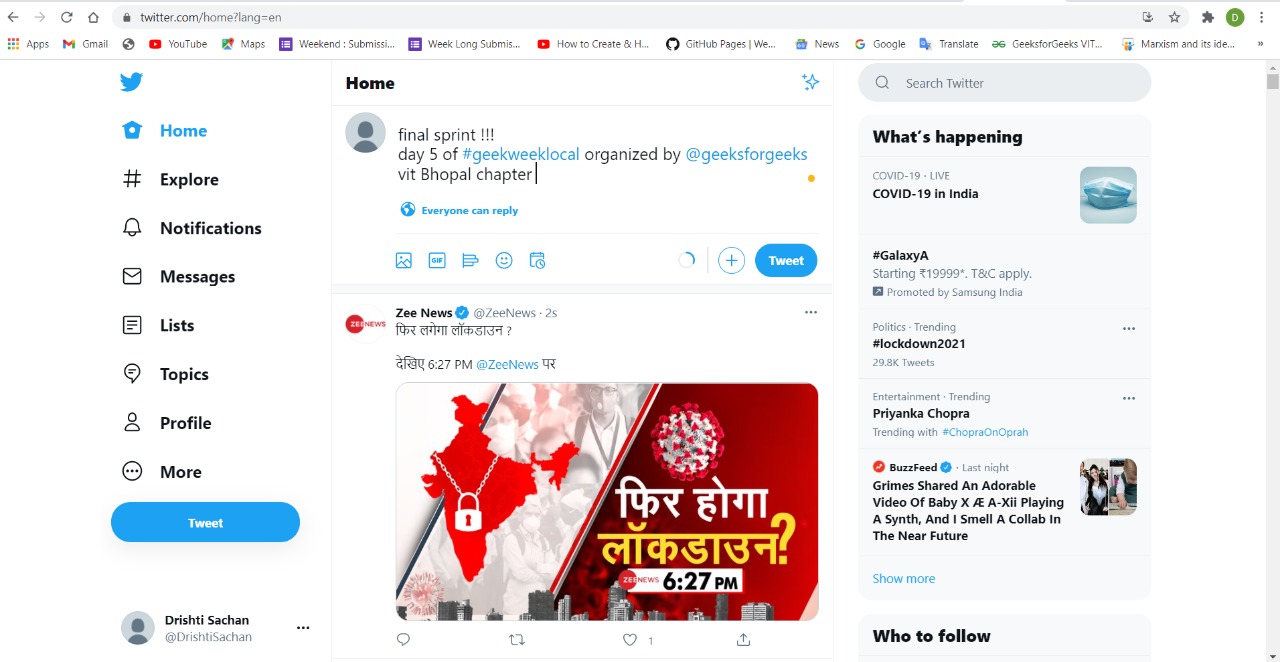 twitter.com/home?lang=en
D
Apps
Gmail
YouTube
Maps
Weekend : Submissi...
Week Long Submis...
How to Create & H...
GitHub Pages | We...
News
Google
Translate
GeeksforGeeks VIT...
Marxism and its ide...
»
Home
Explore
Notifications
Messages
Lists
Topics
Profile
More
Tweet
Drishti Sachan
@DrishtiSachan
Home
final sprint !!!
day 5 of #geekweeklocal organized by @geeksforgeeks
vit Bhopal chapter
Everyone can reply
GIF
Tweet
Zee News @ZeeNews · 2s
फिर लगेगा लॉकडाउन ?
देखिए 6:27 PM @ZeeNews पर
फिर होगा
लॉकडाउन?
ZEE NEWS 6:27 PM
1
Search Twitter
What's happening
COVID-19 · LIVE
COVID-19 in India
#GalaxyA
Starting ₹19999*. T&C apply.
Promoted by Samsung India
Politics · Trending
#lockdown2021
29.8K Tweets
Entertainment · Trending
Priyanka Chopra
Trending with #ChopraOnOprah
BuzzFeed · Last night
Grimes Shared An Adorable
Video Of Baby X Æ A-Xii Playing
A Synth, And I Smell A Collab In
The Near Future
Show more
Who to follow